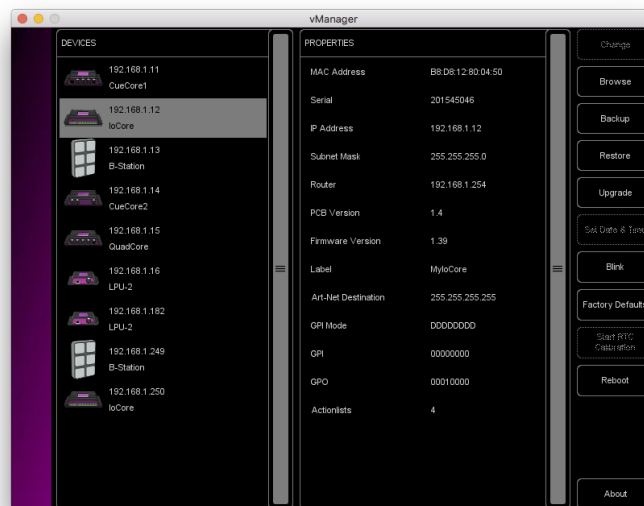 vManager
DEVICES
192.168.1.11
CueCore1
192.168.1.12
IoCore
192.168.1.13
B-Station
192.168.1.14
CueCore2
192.168.1.15
QuadCore
192.168.1.16
LPU-2
192.168.1.182
LPU-2
192.168.1.249
B-Station
192.168.1.250
IoCore
PROPERTIES
MAC Address B8:D8:12:80:04:50
Serial 201545046
IP Address 192.168.1.12
Subnet Mask 255.255.255.0
Router 192.168.1.254
PCB Version 1.4
Firmware Version 1.39
Label MyIoCore
Art-Net Destination 255.255.255.255
GPI Mode DDDDDDDD
GPI 00000000
GPO 00010000
Actionlists 4
Change
Browse
Backup
Restore
Upgrade
Set Date & Time
Blink
Factory Defaults
Start RTC
Calibration
Reboot
About